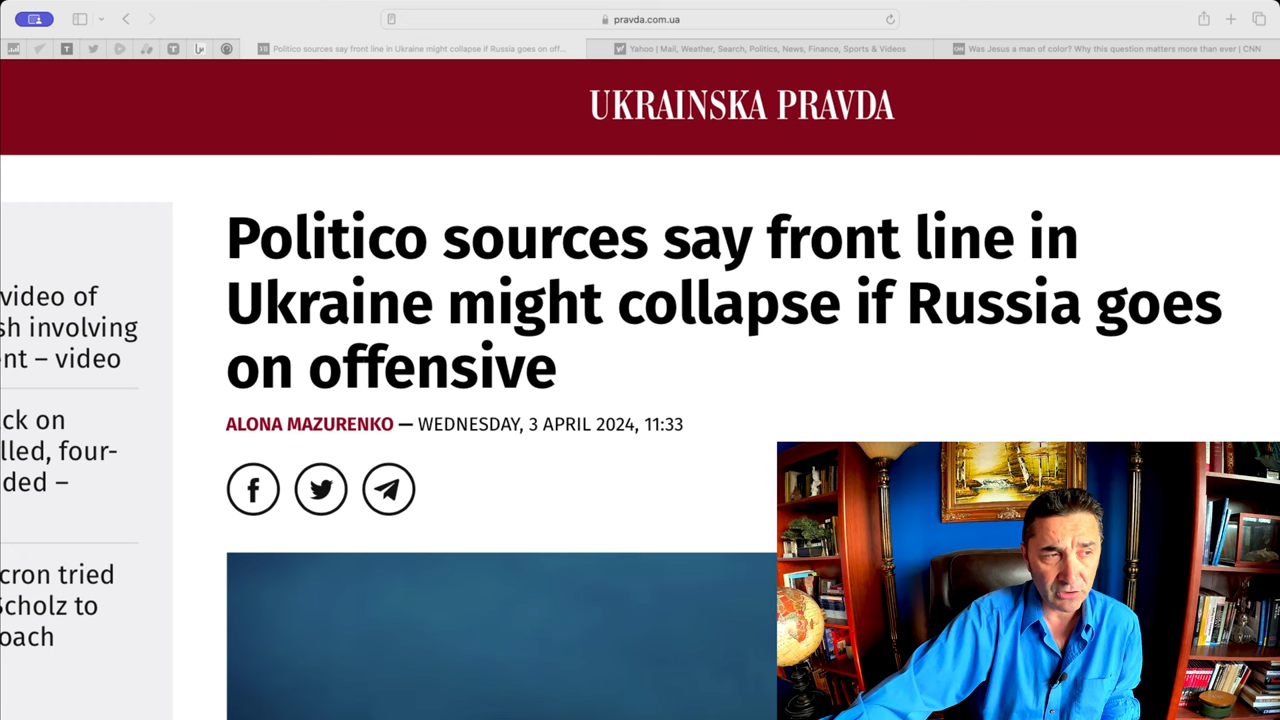 pravda.com.ua
Politico sources say front line in Ukraine might collapse if Russia goes on off...
Yahoo | Mail, Weather, Search, Politics, News, Finance, Sports & Videos
Was Jesus a man of color? Why this question matters more than ever | CNN
UKRAINSKA PRAVDA
video of
sh involving
nt – video
ck on
lled, four-
ded –
cron tried
Scholz to
oach
Politico sources say front line in
Ukraine might collapse if Russia goes
on offensive
ALONA MAZURENKO — WEDNESDAY, 3 APRIL 2024, 11:33